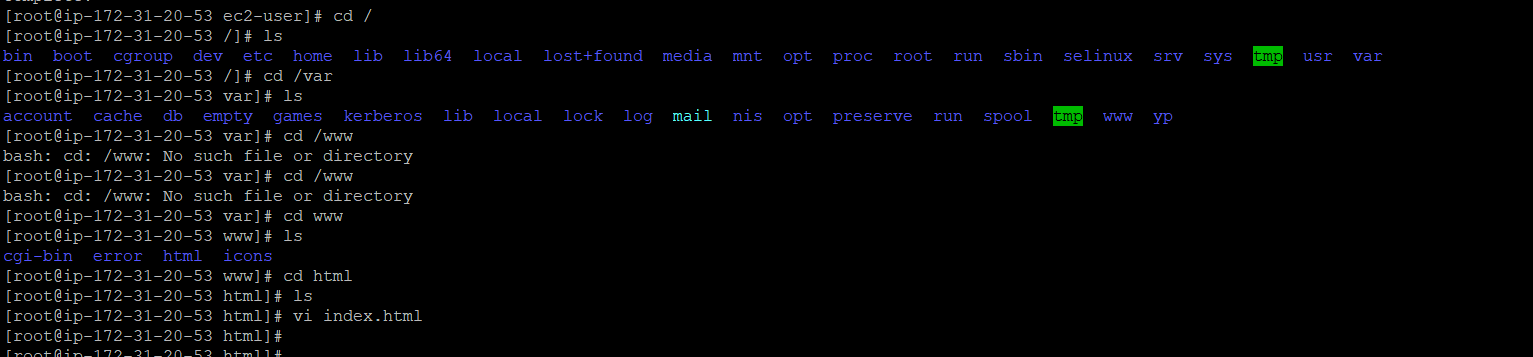 [root@ip-172-31-20-53 ec2-user]# cd /
[root@ip-172-31-20-53 /]# ls
bin  boot  cgroup  dev  etc  home  lib  lib64  local  lost+found  media  mnt  opt  proc  root  run  sbin  selinux  srv  sys  tmp  usr  var
[root@ip-172-31-20-53 /]# cd /var
[root@ip-172-31-20-53 var]# ls
account  cache  db  empty  games  kerberos  lib  local  lock  log  mail  nis  opt  preserve  run  spool  tmp  www  yp
[root@ip-172-31-20-53 var]# cd /www
bash: cd: /www: No such file or directory
[root@ip-172-31-20-53 var]# cd /www
bash: cd: /www: No such file or directory
[root@ip-172-31-20-53 var]# cd www
[root@ip-172-31-20-53 www]# ls
cgi-bin  error  html  icons
[root@ip-172-31-20-53 www]# cd html
[root@ip-172-31-20-53 html]# ls
[root@ip-172-31-20-53 html]# vi index.html
[root@ip-172-31-20-53 html]#
[root@ip-172-31-20-53 html]#